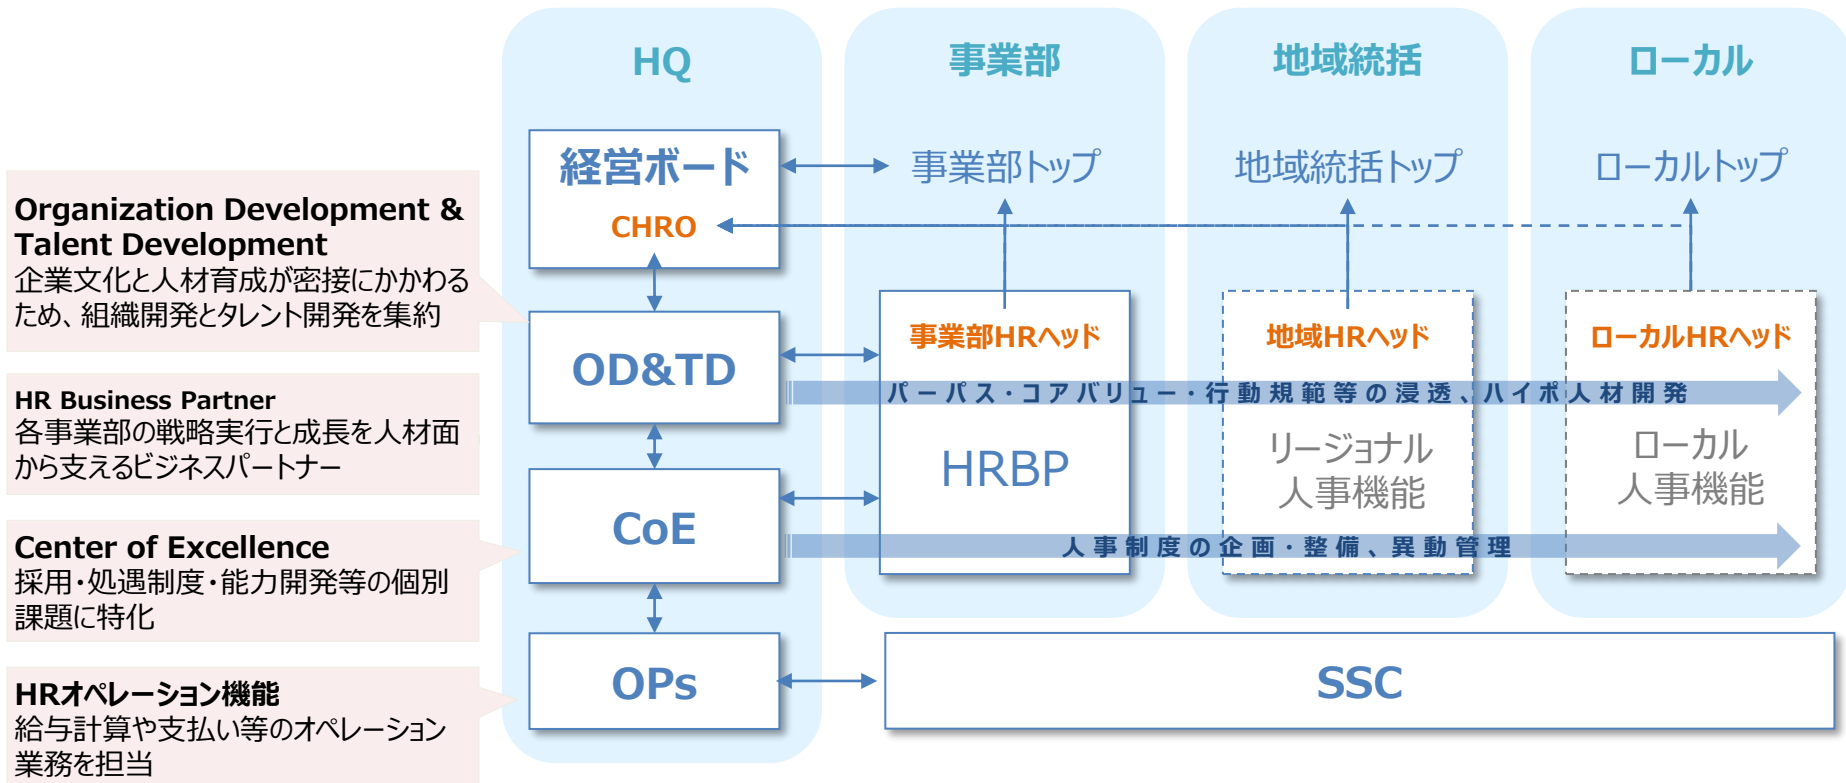 HQ
事業部
地域統括
ローカル
経営ボード
CHRO
事業部トップ
地域統括トップ
ローカルトップ
Organization Development &
Talent Development
企業文化と人材育成が密接にかかわる
ため、組織開発とタレント開発を集約
OD&TD
事業部HRヘッド
地域HRヘッド
ローカルHRヘッド
パーパス・コアバリュー・行動規範等の浸透、ハイポ人材開発
HR Business Partner
各事業部の戦略実行と成長を人材面
から支えるビジネスパートナー
HRBP
リージョナル
人事機能
ローカル
人事機能
Center of Excellence
採用・処遇制度・能力開発等の個別
課題に特化
CoE
人事制度の企画・整備、異動管理
HRオペレーション機能
給与計算や支払い等のオペレーション
業務を担当
OPs
SSC